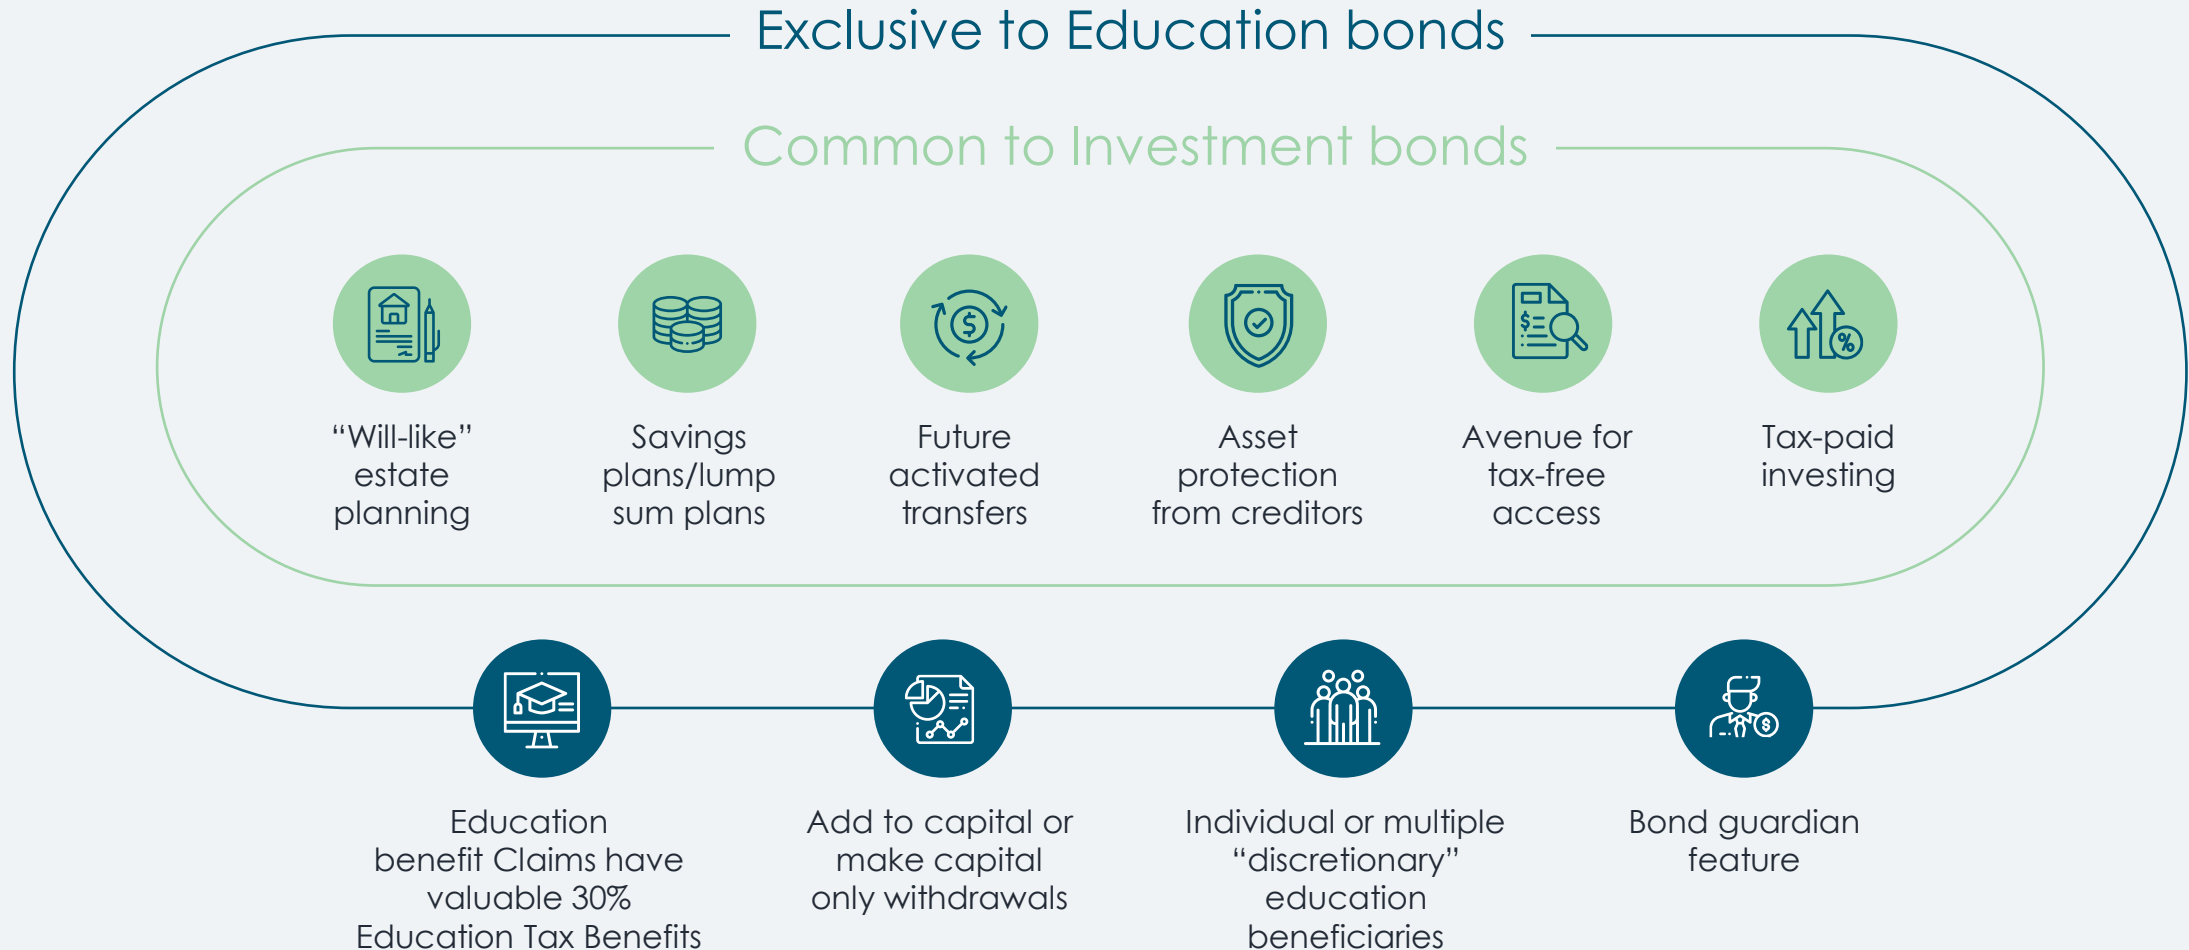 Exclusive to Education bonds
Common to Investment bonds
“Will-like”
estate
planning
Savings
plans/lump
sum plans
Future
activated
transfers
Asset
protection
from creditors
Avenue for
tax-free
access
Tax-paid
investing
Education
benefit Claims have
valuable 30%
Education Tax Benefits
Add to capital or
make capital
only withdrawals
Individual or multiple
“discretionary”
education
beneficiaries
Bond guardian
feature